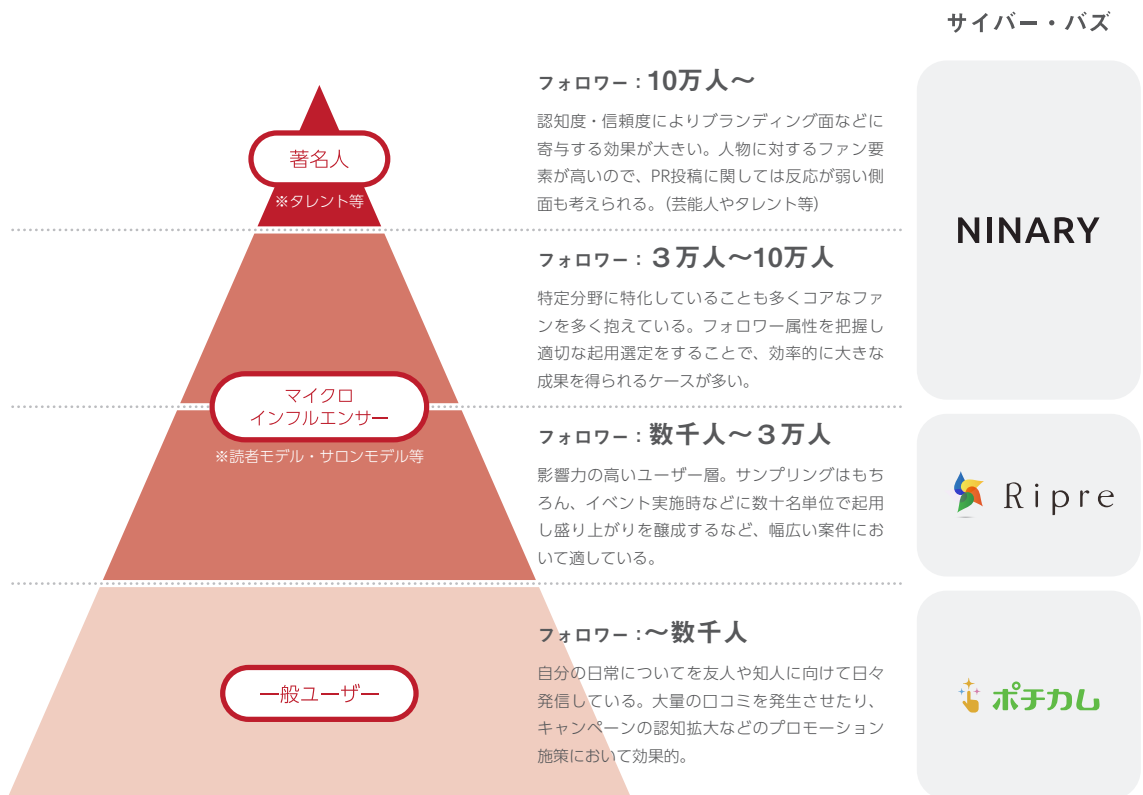 サイバー・バズ
フォロワー：10万人〜
認知度・信頼度によりブランディング面などに
寄与する効果が大きい。人物に対するファン要
素が高いので、PR投稿に関しては反応が弱い側
面も考えられる。（芸能人やタレント等）
著名人
※タレント等
NINARY
フォロワー：３万人〜10万人
特定分野に特化していることも多くコアなファ
ンを多く抱えている。フォロワー属性を把握し
適切な起用選定をすることで、効率的に大きな
成果を得られるケースが多い。
マイクロ
インフルエンサー
※読者モデル・サロンモデル等
フォロワー：数千人〜３万人
影響力の高いユーザー層。サンプリングはもち
ろん、イベント実施時などに数十名単位で起用
し盛り上がりを醸成するなど、幅広い案件にお
いて適している。
Ripre
フォロワー：〜数千人
自分の日常についてを友人や知人に向けて日々
発信している。大量の口コミを発生させたり、
キャンペーンの認知拡大などのプロモーション
施策において効果的。
一般ユーザー
ポチカム